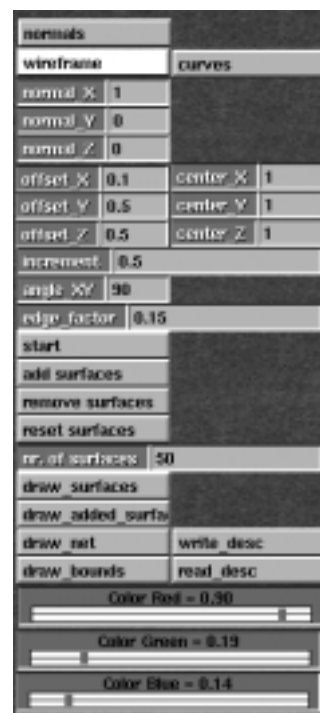 normals
wireframe curves
normal_X 1
normal_Y 0
normal_Z 0
offset_X 0.1 center_X 1
offset_Y 0.5 center_Y 1
offset_Z 0.5 center_Z 1
increment 0.5
angle_XY 90
edge_factor 0.15
start
add surfaces
remove surfaces
reset surfaces
nr. of surfaces 50
draw_surfaces
draw_added_surfa
draw_net write_desc
draw_bounds read_desc
Color Red = 0.90
Color Green = 0.19
Color Blue = 0.14